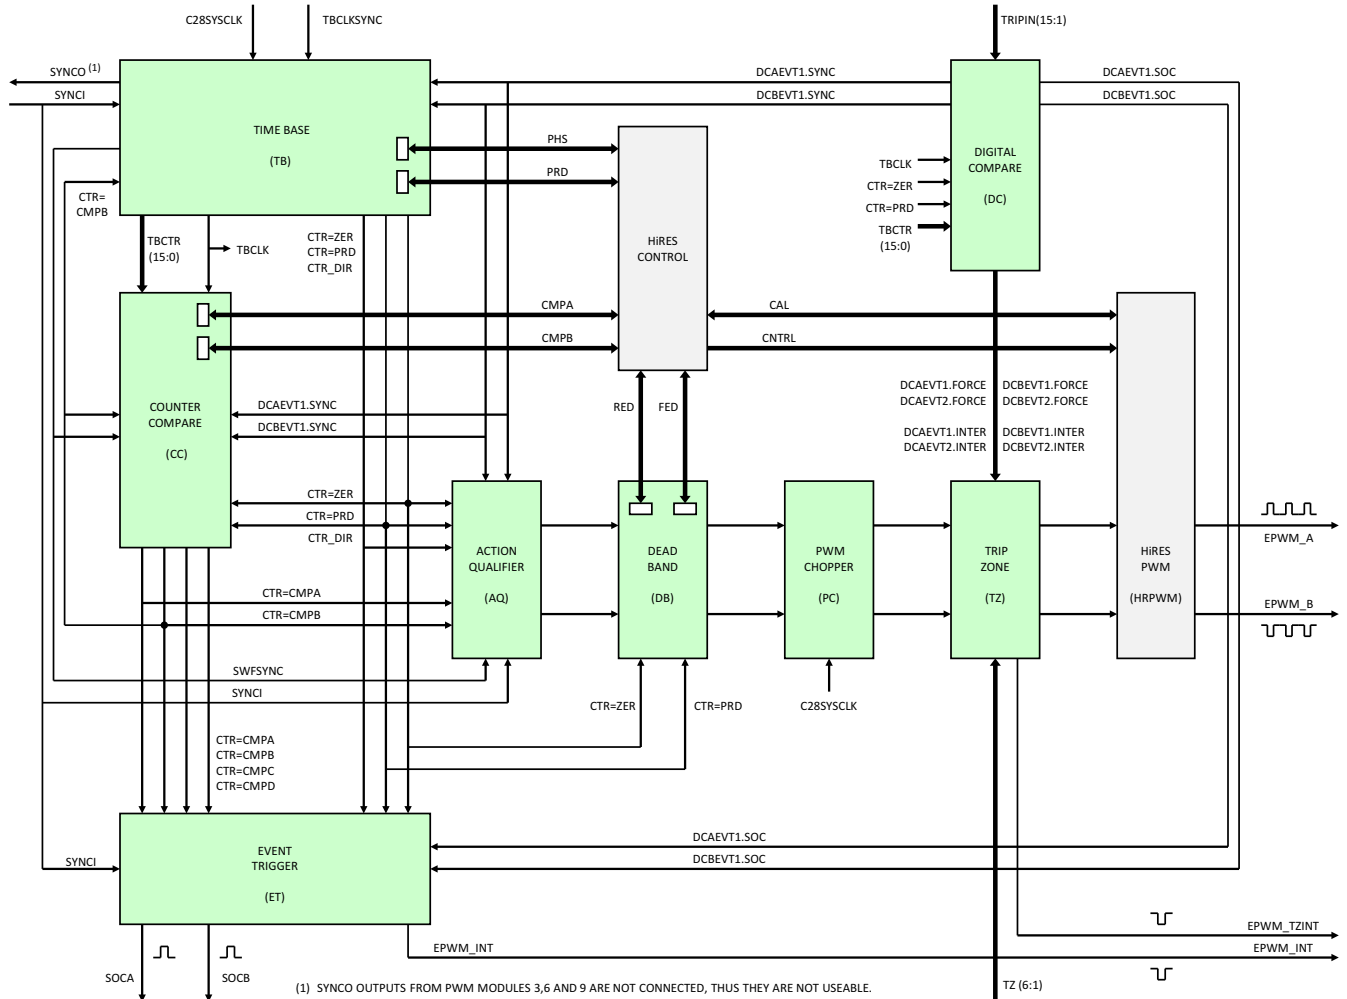 C28SYSCLK
TBCLKSYNC
TRIPIN(15:1)
SYNCO (1)
SYNCI
TIME BASE
(TB)
DCAEVT1.SYNC
DCBEVT1.SYNC
DCAEVT1.SOC
DCBEVT1.SOC
PHS
PRD
DIGITAL
COMPARE
(DC)
TBCLK
CTR=ZER
CTR=PRD
TBCTR
(15:0)
CTR=
CMPB
TBCTR
(15:0)
TBCLK
CTR=ZER
CTR=PRD
CTR_DIR
HiRES
CONTROL
CMPA
CMPB
CAL
CNTRL
COUNTER
COMPARE
(CC)
DCAEVT1.SYNC
DCBEVT1.SYNC
RED
FED
DCAEVT1.FORCE
DCAEVT2.FORCE
DCBEVT1.FORCE
DCBEVT2.FORCE
DCAEVT1.INTER
DCAEVT2.INTER
DCBEVT1.INTER
DCBEVT2.INTER
CTR=ZER
CTR=PRD
CTR_DIR
ACTION
QUALIFIER
(AQ)
DEAD
BAND
(DB)
PWM
CHOPPER
(PC)
TRIP
ZONE
(TZ)
HiRES
PWM
(HRPWM)
EPWM_A
EPWM_B
CTR=CMPA
CTR=CMPB
SWFSYNC
SYNCI
CTR=ZER
CTR=PRD
C28SYSCLK
CTR=CMPA
CTR=CMPB
CTR=CMPC
CTR=CMPD
SYNCI
EVENT
TRIGGER
(ET)
DCAEVT1.SOC
DCBEVT1.SOC
EPWM_TZINT
EPWM_INT
EPWM_INT
SOCA
SOCB
TZ (6:1)
(1) SYNCO OUTPUTS FROM PWM MODULES 3,6 AND 9 ARE NOT CONNECTED, THUS THEY ARE NOT USEABLE.